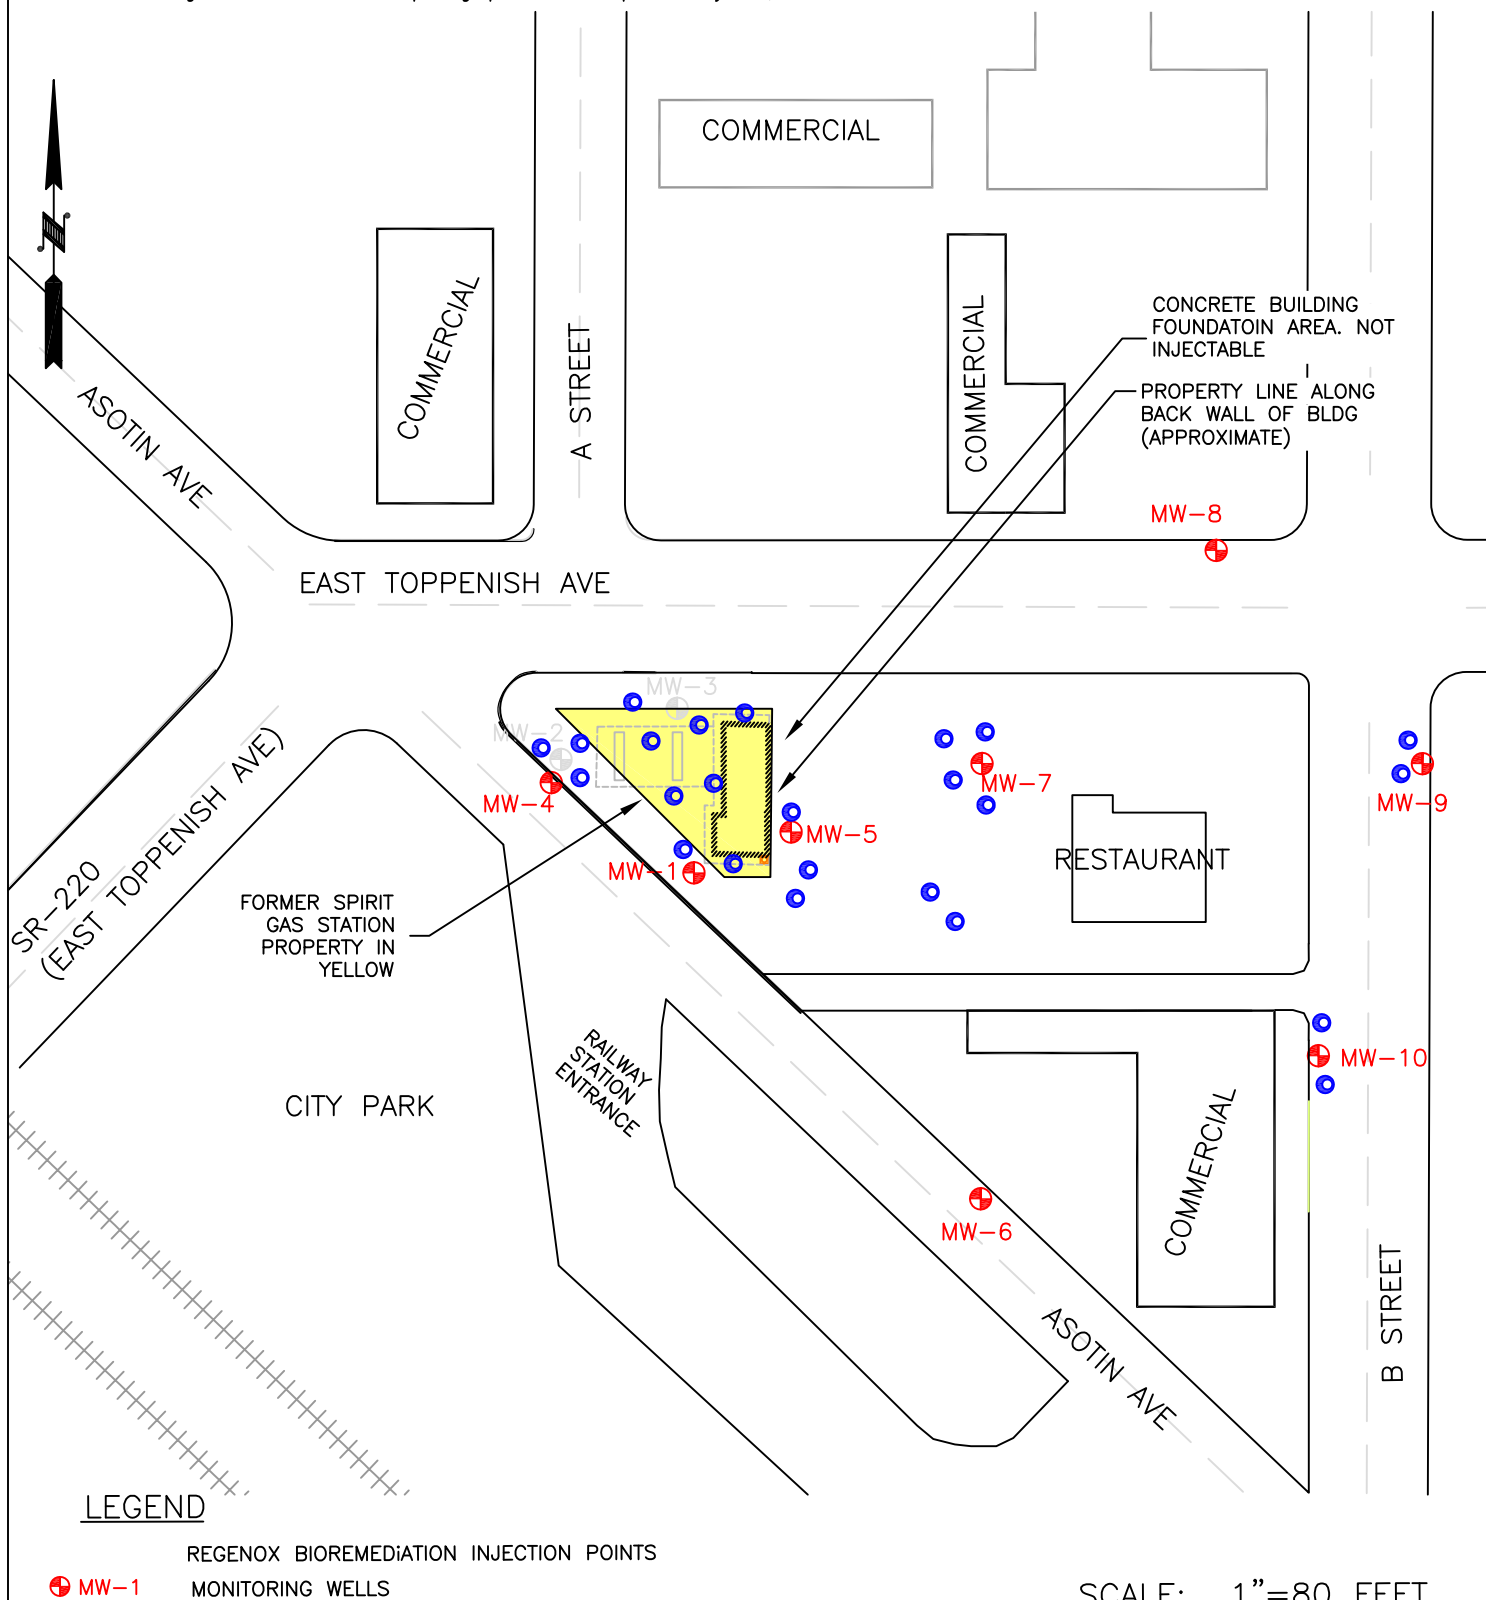 COMMERCIAL
COMMERCIAL
A STREET
COMMERCIAL
CONCRETE BUILDING
FOUNDATOIN AREA. NOT
INJECTABLE
PROPERTY LINE ALONG
BACK WALL OF BLDG
(APPROXIMATE)
ASOTIN AVE
MW-8
EAST TOPPENISH AVE
MW-3
MW-2
MW-4
MW-7
MW-9
MW-5
MW-1
RESTAURANT
SR-220
(EAST TOPPENISH AVE)
FORMER SPIRIT
GAS STATION
PROPERTY IN
YELLOW
RAILWAY
STATION
ENTRANCE
MW-10
CITY PARK
COMMERCIAL
MW-6
B STREET
ASOTIN AVE
LEGEND
REGENOX BIOREMEDiATION INJECTION POINTS
MW-1 MONITORING WELLS
SCALE: 1"=80 FEET